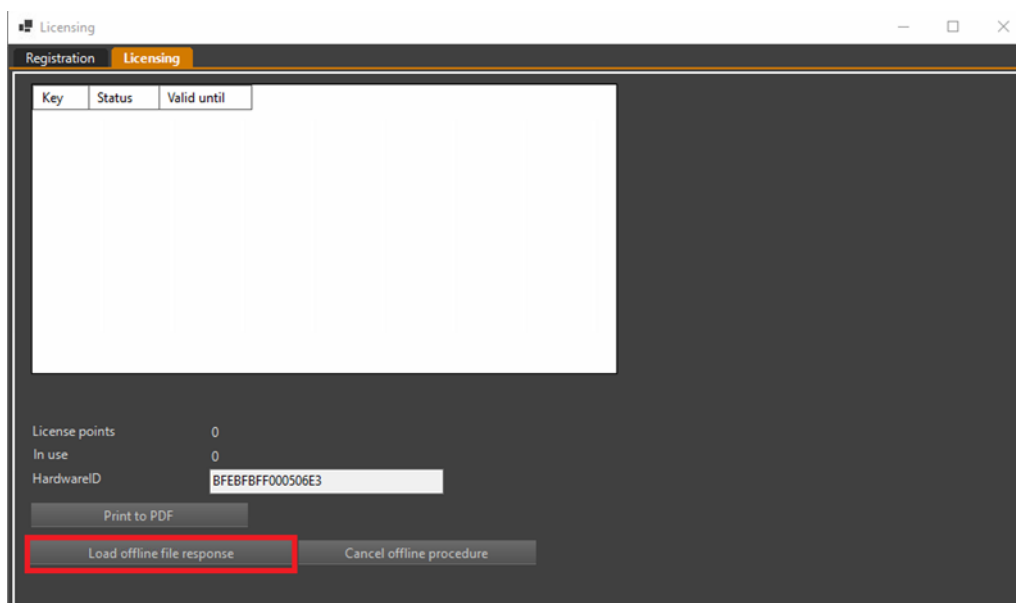 Licensing
Registration Licensing
Key Status Valid until
License points 0
In use 0
HardwareID BFEBFBFF000506E3
Print to PDF
Load offline file response Cancel offline procedure